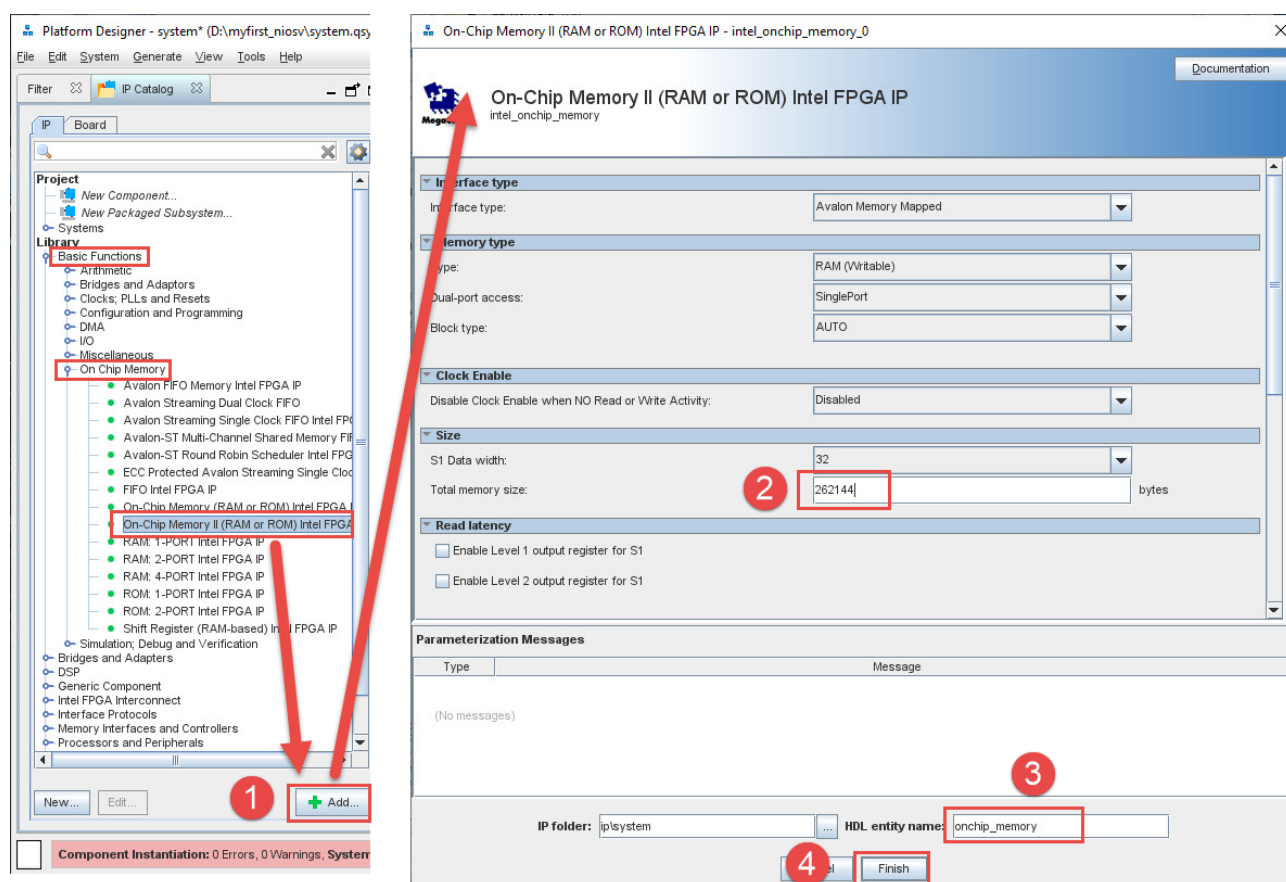 Platform Designer - system* (D:\myfirst_niosv\system.qsy
File Edit System Generate View Tools Help
Filter IP Catalog
IP Board
Project
New Component...
New Packaged Subsystem...
Systems
Library
Basic Functions
Arithmetic
Bridges and Adaptors
Clocks; PLLs and Resets
Configuration and Programming
DMA
I/O
Miscellaneous
On Chip Memory
Avalon FIFO Memory Intel FPGA IP
Avalon Streaming Dual Clock FIFO
Avalon Streaming Single Clock FIFO Intel FP
Avalon-ST Multi-Channel Shared Memory FIF
Avalon-ST Round Robin Scheduler Intel FPG
ECC Protected Avalon Streaming Single Cloc
FIFO Intel FPGA IP
On-Chip Memory (RAM or ROM) Intel FPGA I
On-Chip Memory II (RAM or ROM) Intel FPGA
RAM: 1-PORT Intel FPGA IP
RAM: 2-PORT Intel FPGA IP
RAM: 4-PORT Intel FPGA IP
ROM: 1-PORT Intel FPGA IP
ROM: 2-PORT Intel FPGA IP
Shift Register (RAM-based) Intel FPGA IP
Simulation; Debug and Verification
Bridges and Adapters
DSP
Generic Component
Intel FPGA Interconnect
Interface Protocols
Memory Interfaces and Controllers
Processors and Peripherals
New... Edit... 1 Add...
Component Instantiation: 0 Errors, 0 Warnings, System
On-Chip Memory II (RAM or ROM) Intel FPGA IP - intel_onchip_memory_0
Documentation
On-Chip Memory II (RAM or ROM) Intel FPGA IP
intel_onchip_memory
Interface type
Interface type: Avalon Memory Mapped
Memory type
Type: RAM (Writable)
Dual-port access: SinglePort
Block type: AUTO
Clock Enable
Disable Clock Enable when NO Read or Write Activity: Disabled
Size
S1 Data width: 32
Total memory size: 2 262144 bytes
Read latency
Enable Level 1 output register for S1
Enable Level 2 output register for S1
Parameterization Messages
Type Message
(No messages)
3
IP folder: ip\system ... HDL entity name: onchip_memory
4 Finish